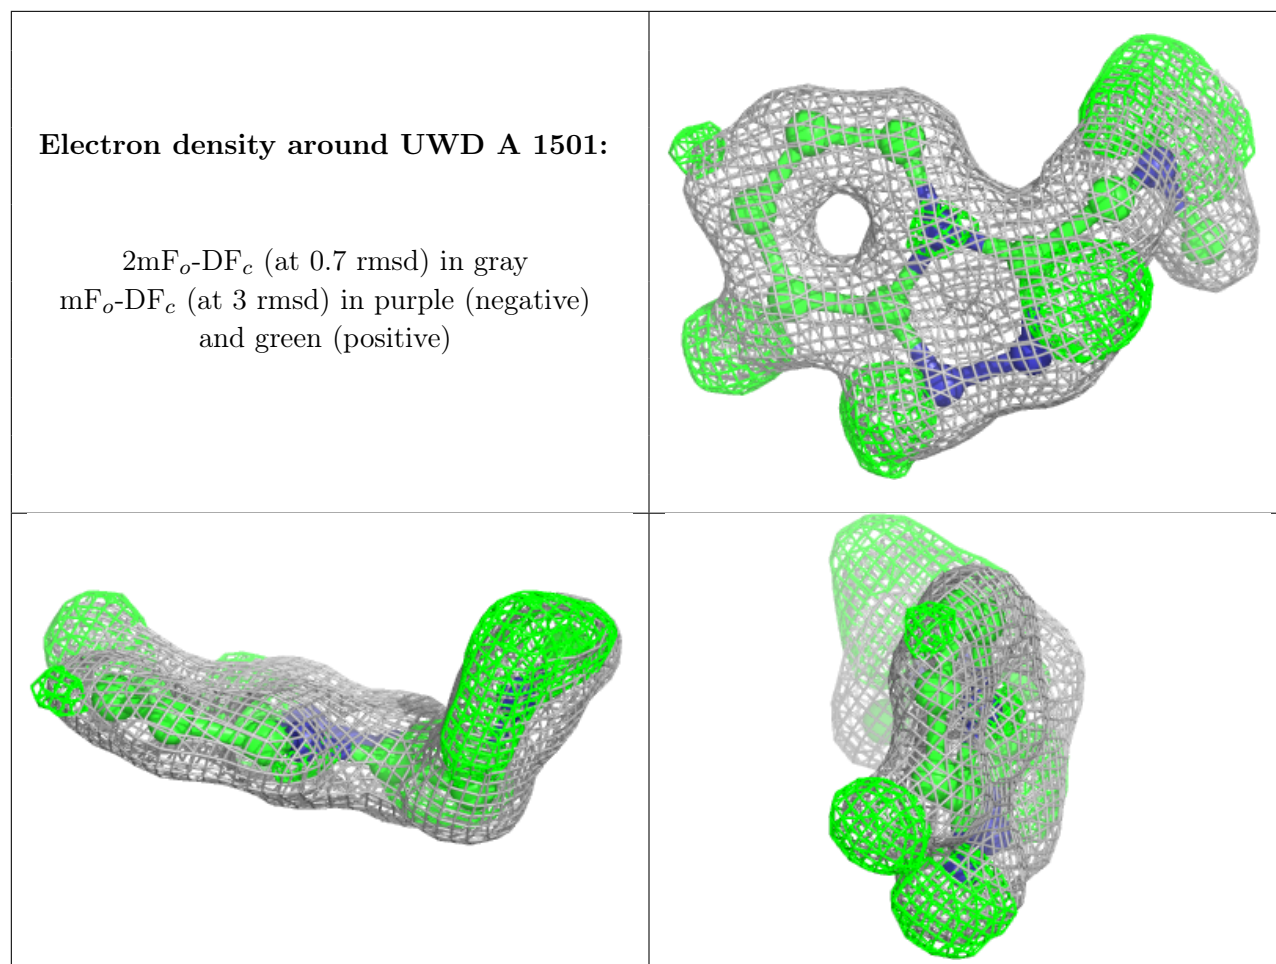 Electron density around UWD A 1501:
2mFo-DFc (at 0.7 rmsd) in gray
mFo-DFc (at 3 rmsd) in purple (negative)
and green (positive)